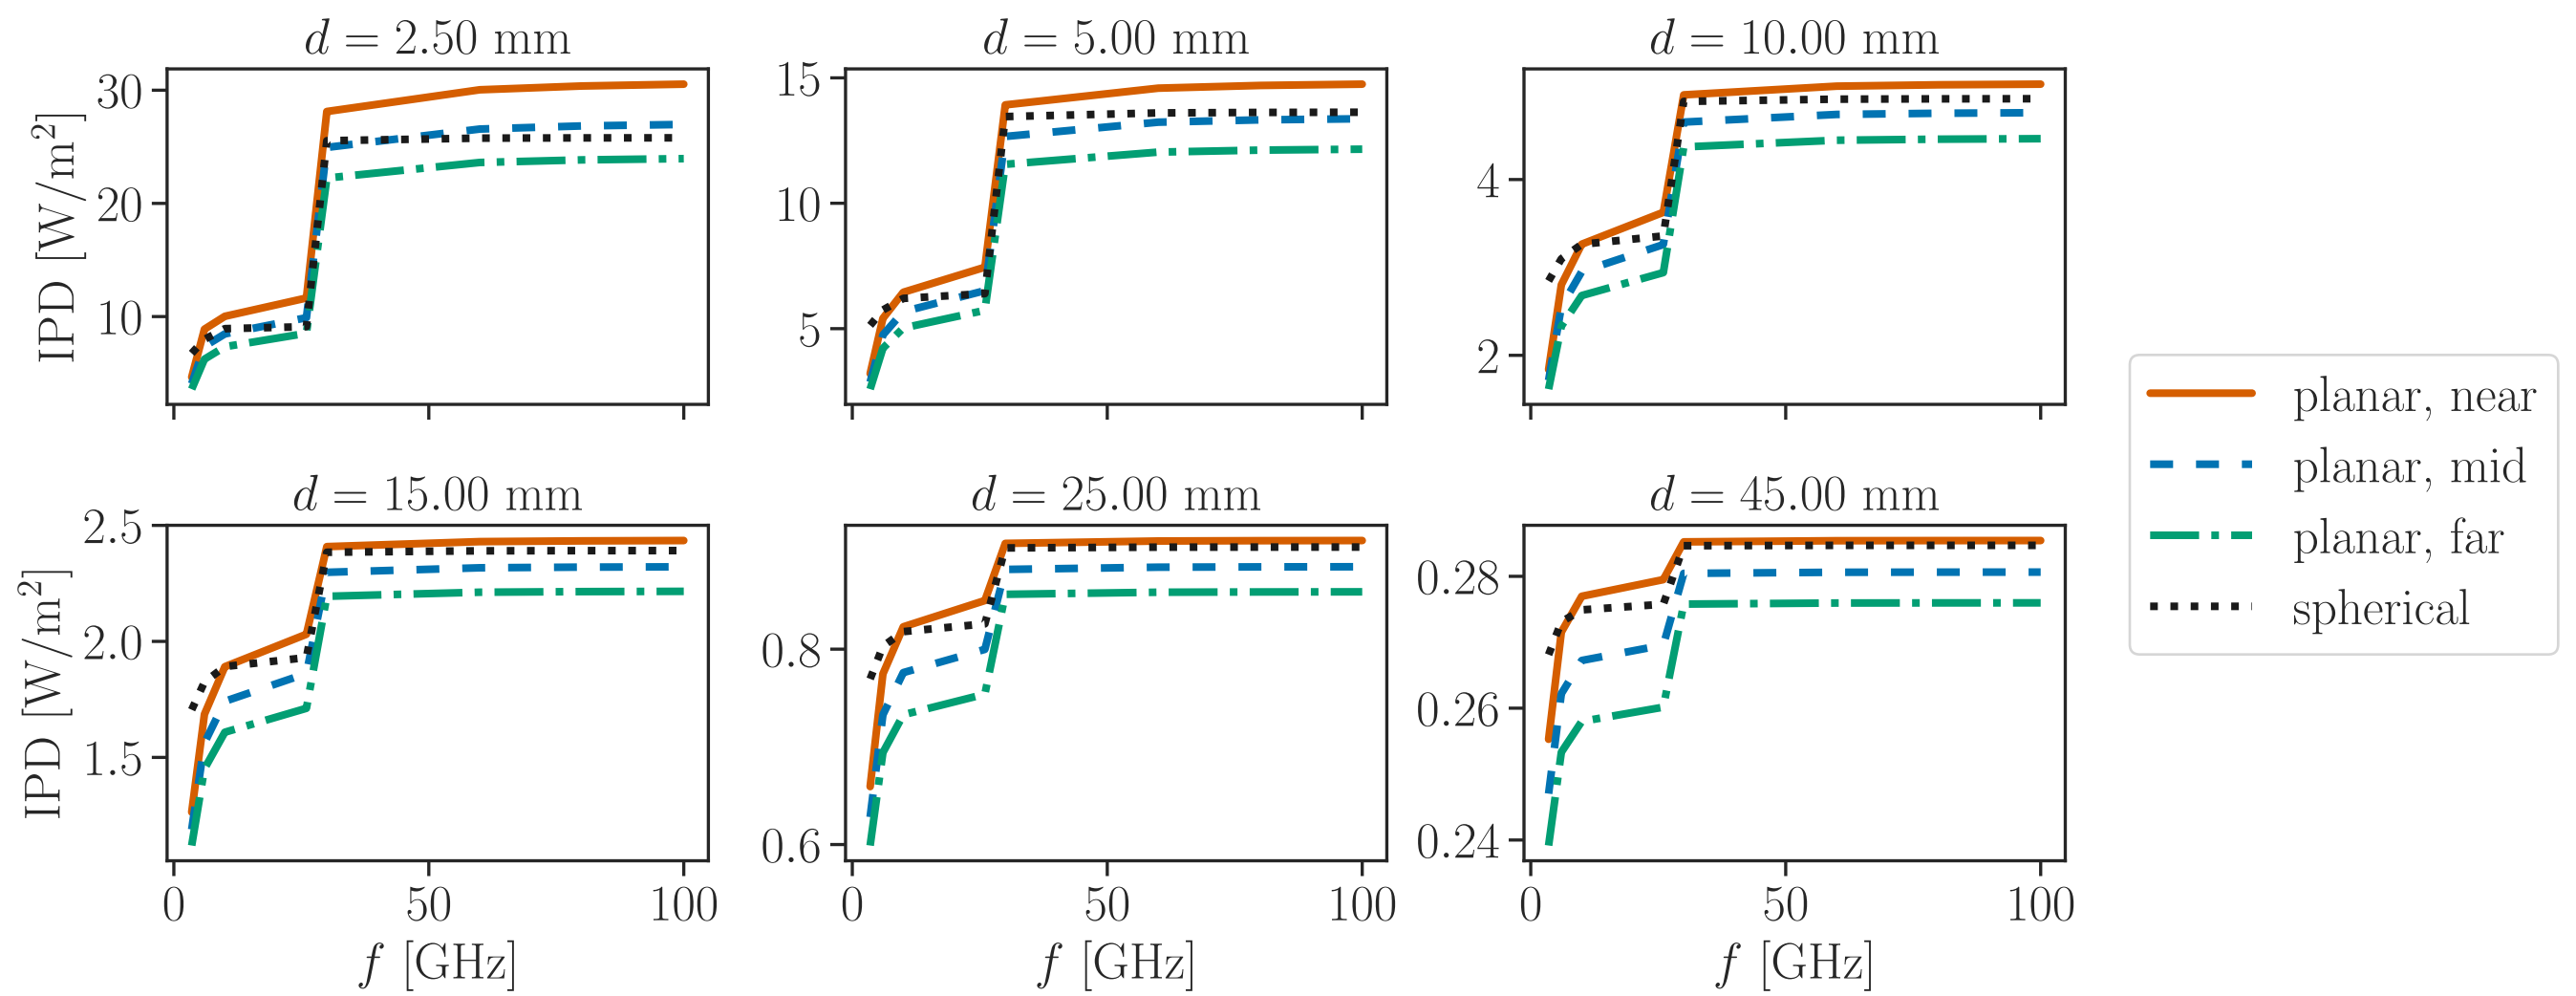 d = 2.50 mm
d = 5.00 mm
d = 10.00 mm
IPD [W/m²]
30
20
10
15
10
5
4
2
d = 15.00 mm
d = 25.00 mm
d = 45.00 mm
IPD [W/m²]
2.5
2.0
1.5
0.8
0.6
0.28
0.26
0.24
0 50 100
0 50 100
0 50 100
f [GHz]
f [GHz]
f [GHz]
planar, near
planar, mid
planar, far
spherical